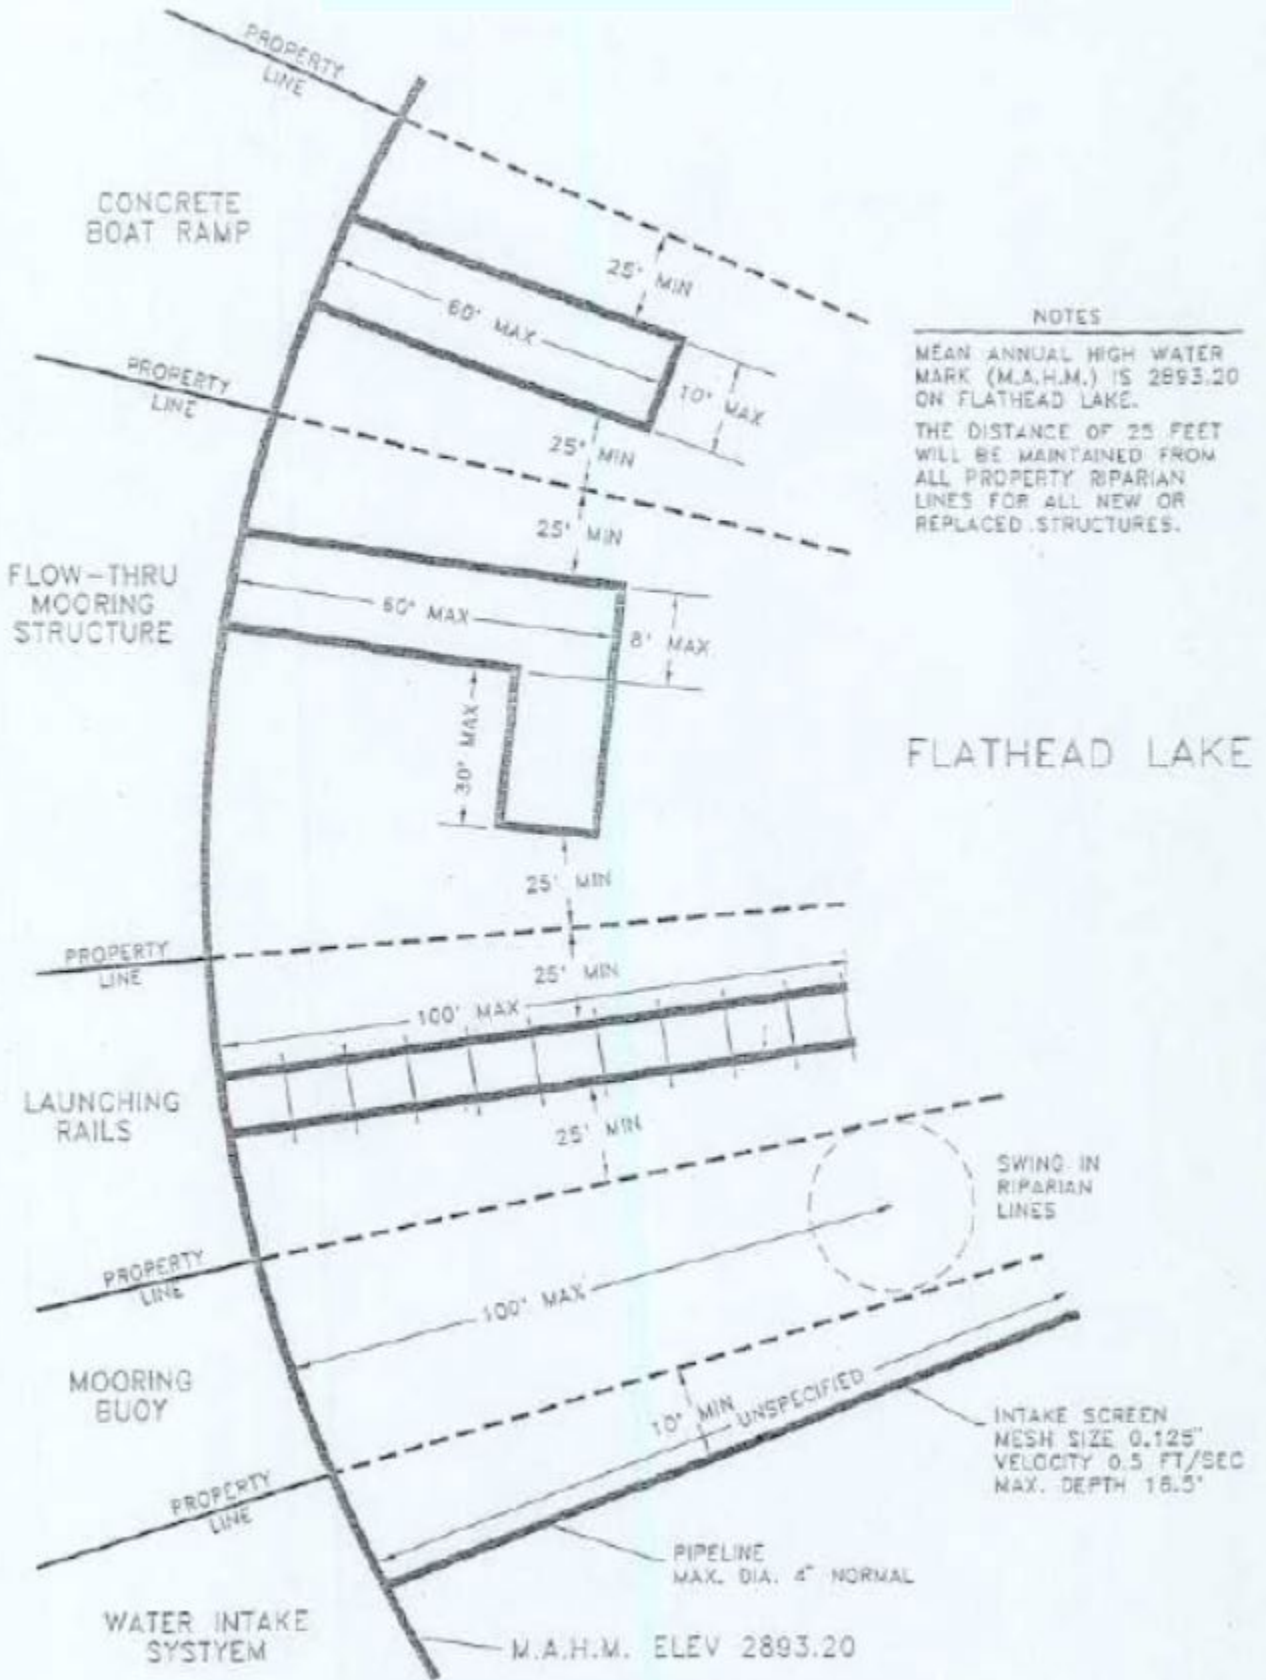 PROPERTY
LINE
CONCRETE
BOAT RAMP
25' MIN
60' MAX
10' MAX
NOTES
MEAN ANNUAL HIGH WATER
MARK (M.A.H.M.) IS 2893.20
ON FLATHEAD LAKE.
THE DISTANCE OF 25 FEET
WILL BE MAINTAINED FROM
ALL PROPERTY RIPARIAN
LINES FOR ALL NEW OR
REPLACED STRUCTURES.
PROPERTY
LINE
25' MIN
25' MIN
FLOW-THRU
MOORING
STRUCTURE
60' MAX
8' MAX
30' MAX
FLATHEAD LAKE
25' MIN
PROPERTY
LINE
25' MIN
100' MAX
LAUNCHING
RAILS
25' MIN
SWING IN
RIPARIAN
LINES
PROPERTY
LINE
100' MAX
MOORING
BUOY
10' MIN
UNSPECIFIED
INTAKE SCREEN
MESH SIZE 0.125"
VELOCITY 0.5 FT/SEC
MAX. DEPTH 16.5'
PROPERTY
LINE
PIPELINE
MAX. DIA. 4" NORMAL
WATER INTAKE
SYSTYEM
M.A.H.M. ELEV 2893.20